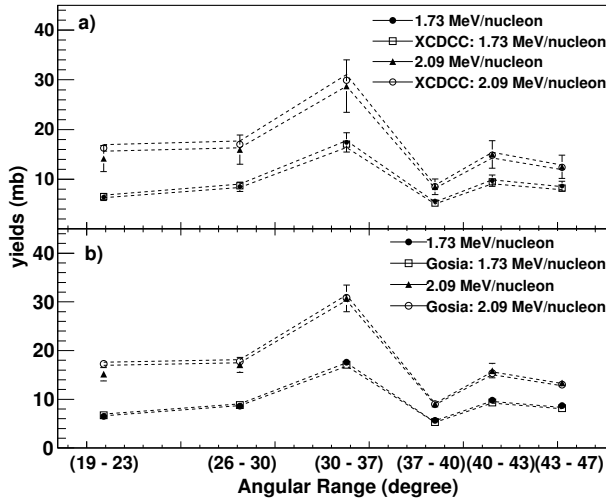 a)
1.73 MeV/nucleon
XCDCC: 1.73 MeV/nucleon
2.09 MeV/nucleon
XCDCC: 2.09 MeV/nucleon
40
30
20
10
yields (mb)
b)
1.73 MeV/nucleon
Gosia: 1.73 MeV/nucleon
2.09 MeV/nucleon
Gosia: 2.09 MeV/nucleon
40
30
20
10
0
(19 - 23) (26 - 30) (30 - 37) (37 - 40) (40 - 43) (43 - 47)
Angular Range (degree)